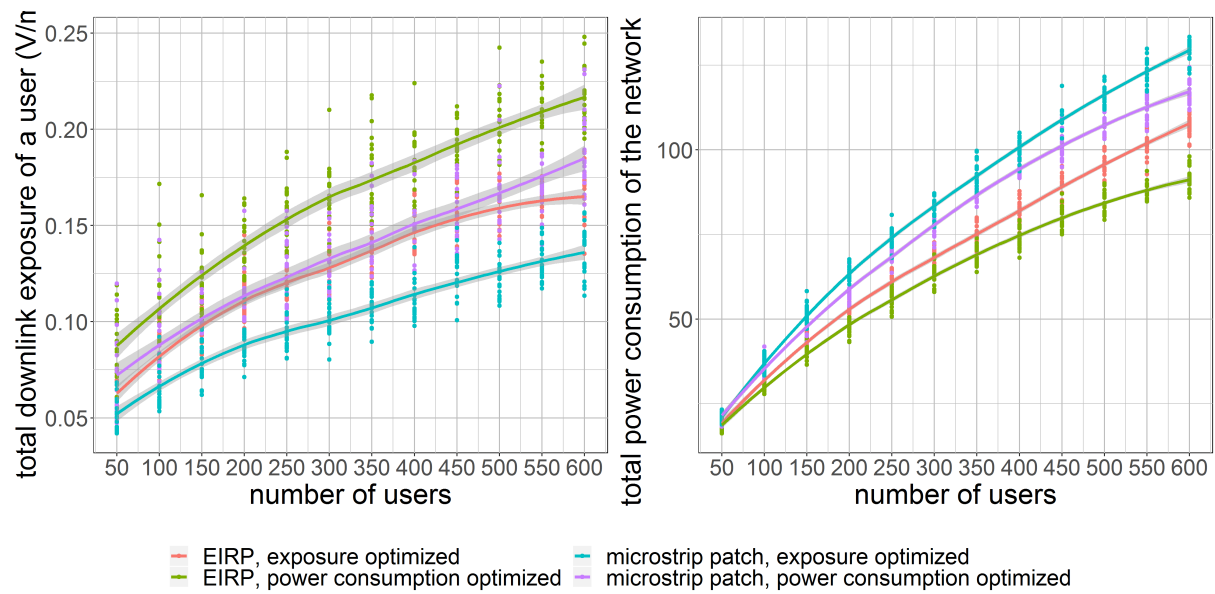 total downlink exposure of a user (V/n
0.25
0.20
0.15
0.10
0.05
50 100 150 200 250 300 350 400 450 500 550 600
number of users
total power consumption of the network
100
50
50 100 150 200 250 300 350 400 450 500 550 600
number of users
EIRP, exposure optimized
EIRP, power consumption optimized
microstrip patch, exposure optimized
microstrip patch, power consumption optimized